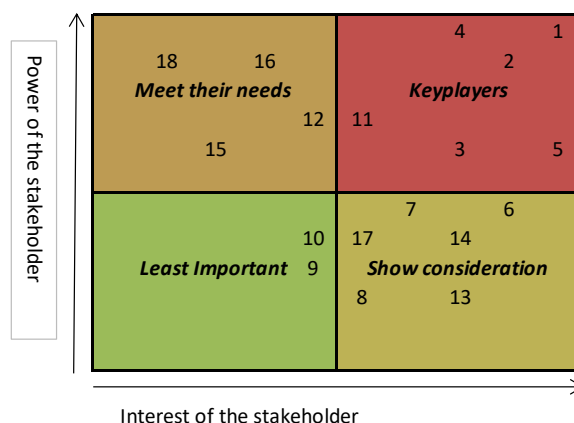 Power of the stakeholder
4 1
18 16 2
Meet their needs Keyplayers
12 11
15 3 5
7 6
10 17 14
Least Important 9 Show consideration
8 13
Interest of the stakeholder